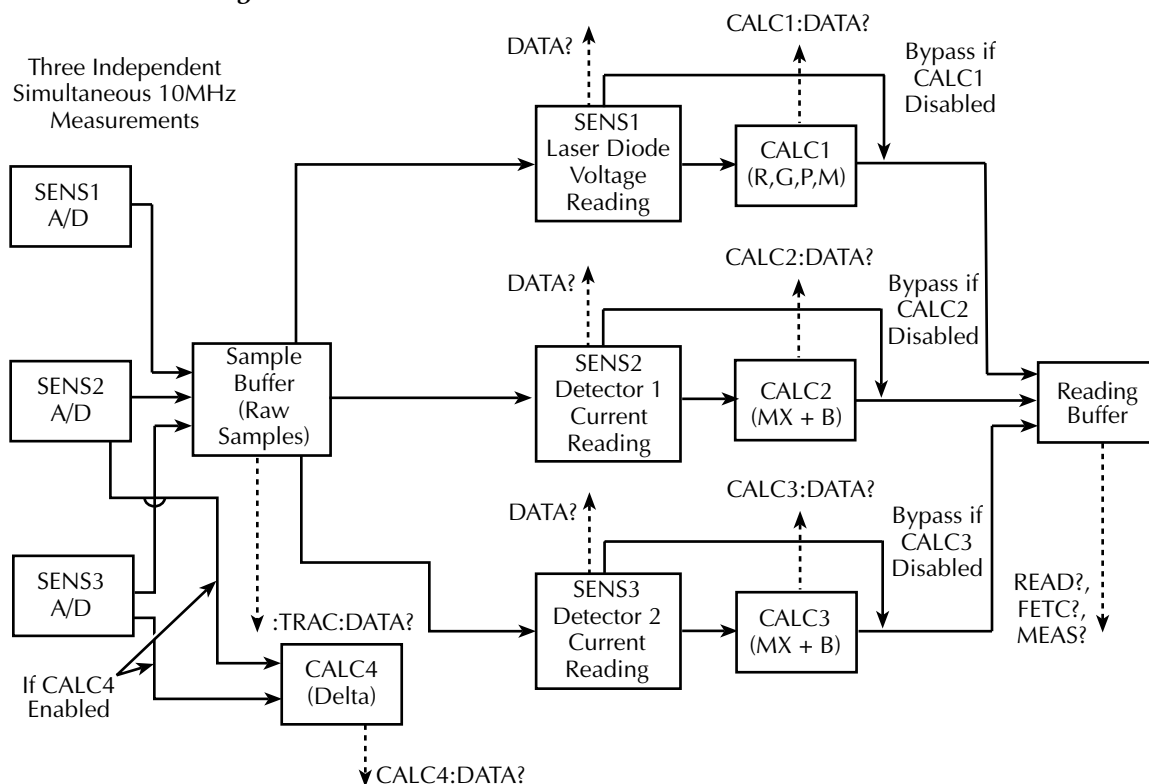 DATA?
CALC1:DATA?
Bypass if
CALC1
Disabled
Three Independent
Simultaneous 10MHz
Measurements
SENS1
A/D
SENS1
Laser Diode
Voltage
Reading
CALC1
(R,G,P,M)
DATA?
CALC2:DATA?
Bypass if
CALC2
Disabled
SENS2
A/D
Sample
Buffer
(Raw
Samples)
SENS2
Detector 1
Current
Reading
CALC2
(MX + B)
Reading
Buffer
DATA?
CALC3:DATA?
Bypass if
CALC3
Disabled
SENS3
A/D
SENS3
Detector 2
Current
Reading
CALC3
(MX + B)
READ?,
FETC?,
MEAS?
:TRAC:DATA?
If CALC4
Enabled
CALC4
(Delta)
CALC4:DATA?